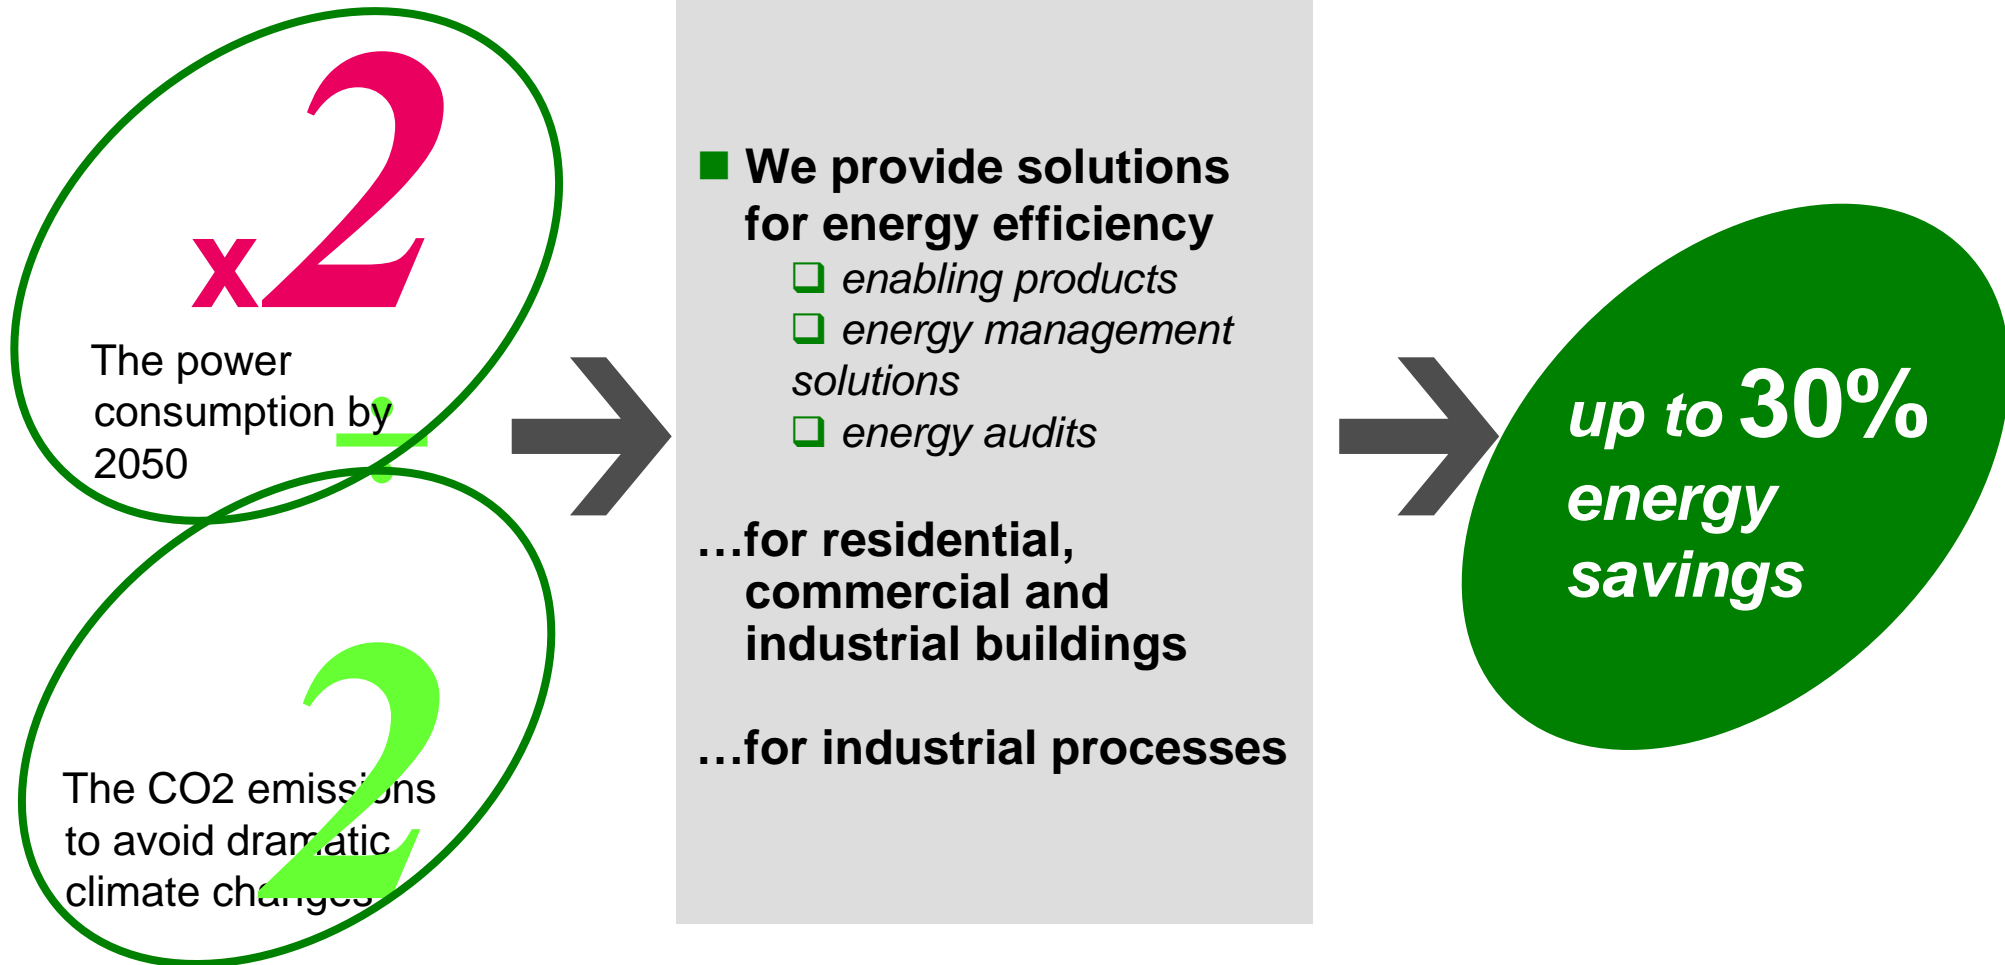 x2
The power
consumption by
2050
÷
2
The CO2 emissions
to avoid dramatic
climate changes
We provide solutions
for energy efficiency
enabling products
energy management
solutions
energy audits
…for residential,
commercial and
industrial buildings
…for industrial processes
up to 30%
energy
savings